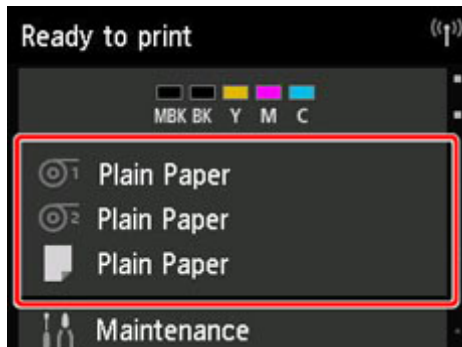 Ready to print
MBK BK Y M C
1 Plain Paper
2 Plain Paper
Plain Paper
Maintenance